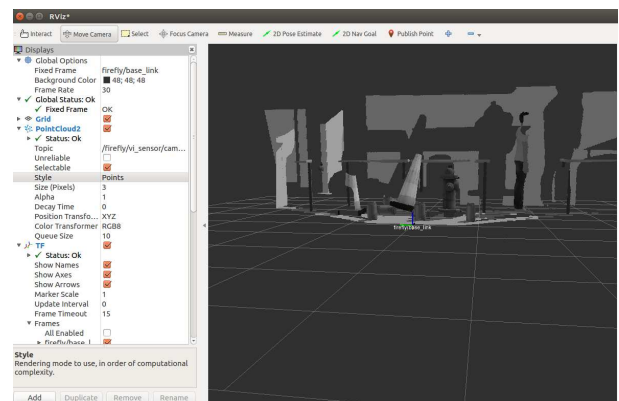 RViz*
Interact Move Camera Select Focus Camera Measure 2D Pose Estimate 2D Nav Goal Publish Point
Displays
Global Options
Fixed Frame firefly/base_link
Background Color 48; 48; 48
Frame Rate 30
Global Status: Ok
Fixed Frame OK
Grid
PointCloud2
Status: Ok
Topic /firefly/vi_sensor/cam...
Unreliable
Selectable
Style Points
Size (Pixels) 3
Alpha 1
Decay Time 0
Position Transfo... XYZ
Color Transformer RGB8
Queue Size 10
TF
Status: Ok
Show Names
Show Axes
Show Arrows
Marker Scale 1
Update Interval 0
Frame Timeout 15
Frames
All Enabled
firefly/base_l
Style
Rendering mode to use, in order of computational
complexity.
Add Duplicate Remove Rename
firefly/base_link